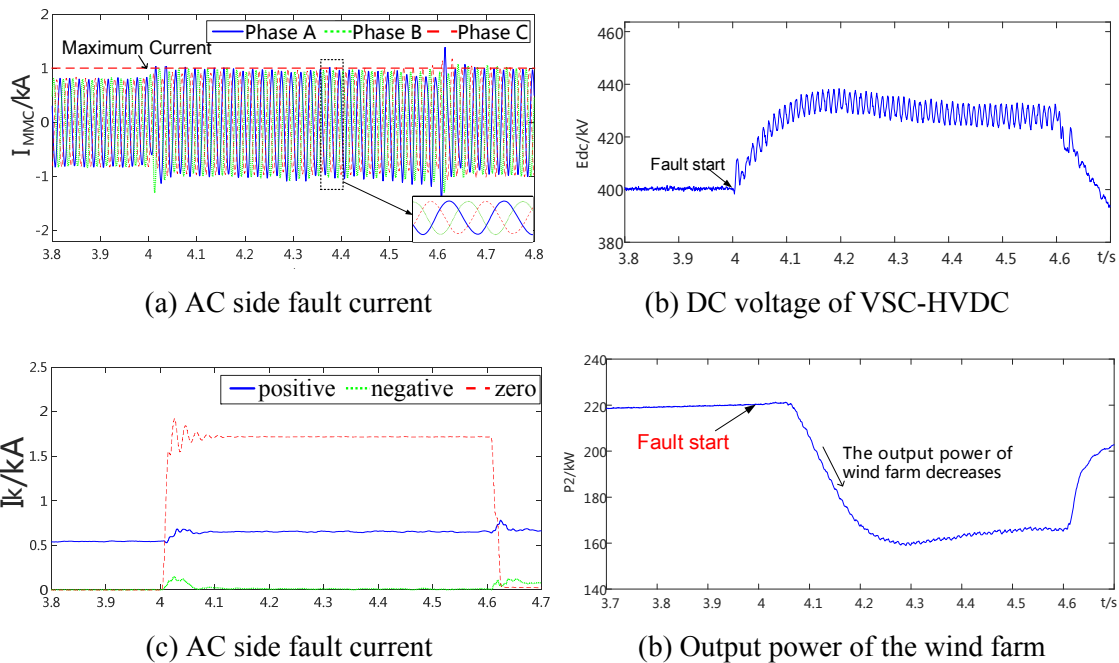 Phase A Phase B Phase C
Maximum Current
I MMC/kA
2
1
0
-1
-2
3.8 3.9 4 4.1 4.2 4.3 4.4 4.5 4.6 4.7 4.8
(a) AC side fault current
460
440
420
400
380
Edc/kV
Fault start
3.8 3.9 4 4.1 4.2 4.3 4.4 4.5 4.6 t/s
(b) DC voltage of VSC-HVDC
2.5
2
1.5
1
0.5
0
Ik/kA
positive negative zero
3.8 3.9 4 4.1 4.2 4.3 4.4 4.5 4.6 4.7
(c) AC side fault current
240
220
200
180
160
140
P2/kW
Fault start
The output power of
wind farm decreases
3.7 3.8 3.9 4 4.1 4.2 4.3 4.4 4.5 4.6 t/s
(b) Output power of the wind farm